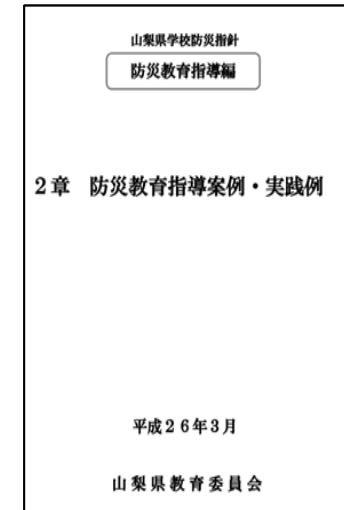 山梨県学校防災指針
防災教育指導編
2章　防災教育指導案例・実践例
平成26年3月
山梨県教育委員会